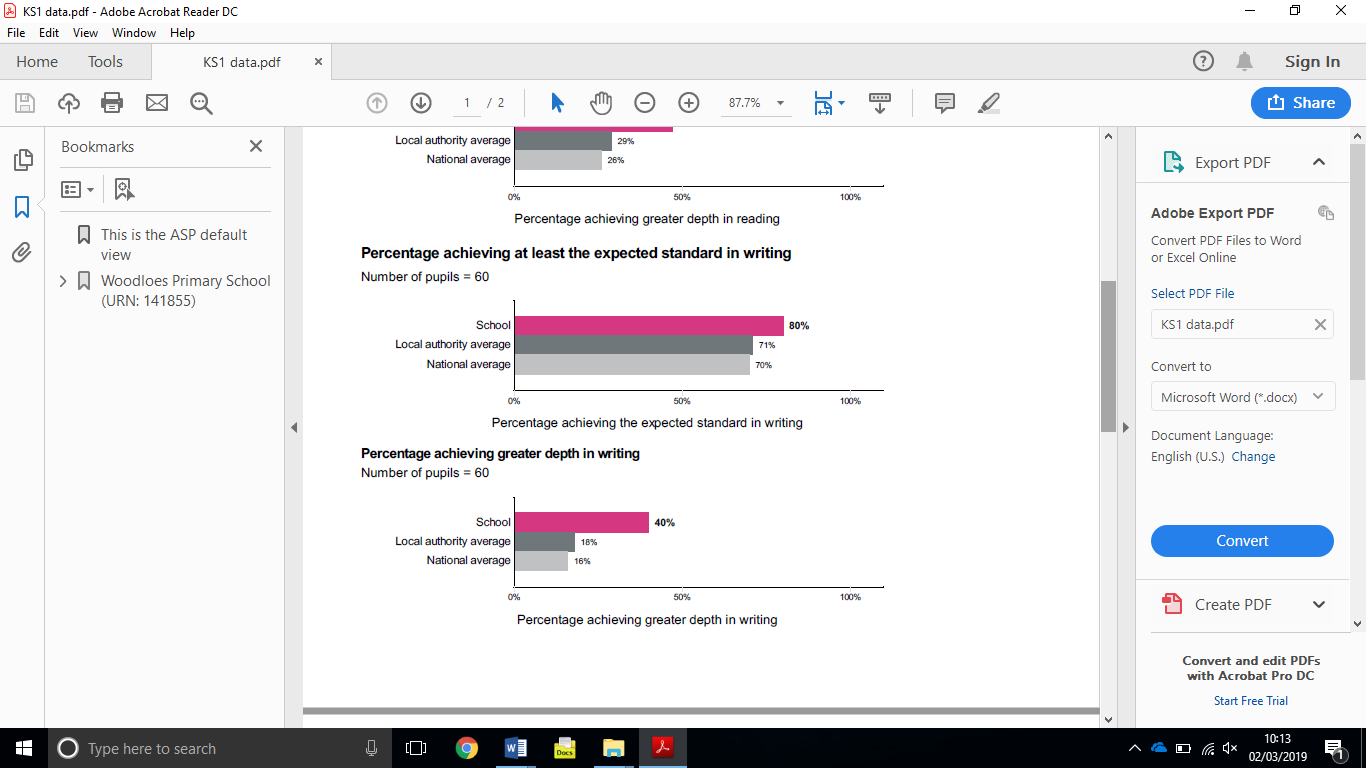 KS1 data.pdf - Adobe Acrobat Reader DC
File Edit View Window Help
Home Tools KS1 data.pdf × Sign In
1 / 2 87.7% Share
Bookmarks
This is the ASP default
view
Woodloes Primary School
(URN: 141855)
Local authority average 29%
National average 26%
0% 50% 100%
Percentage achieving greater depth in reading
Percentage achieving at least the expected standard in writing
Number of pupils = 60
School 80%
Local authority average 71%
National average 70%
0% 50% 100%
Percentage achieving the expected standard in writing
Percentage achieving greater depth in writing
Number of pupils = 60
School 40%
Local authority average 18%
National average 16%
0% 50% 100%
Percentage achieving greater depth in writing
Export PDF
Adobe Export PDF
Convert PDF Files to Word
or Excel Online
Select PDF File
KS1 data.pdf
Convert to
Microsoft Word (*.docx)
Document Language:
English (U.S.) Change
Convert
Create PDF
Convert and edit PDFs
with Acrobat Pro DC
Start Free Trial
Type here to search
Docs
10:13
02/03/2019
1